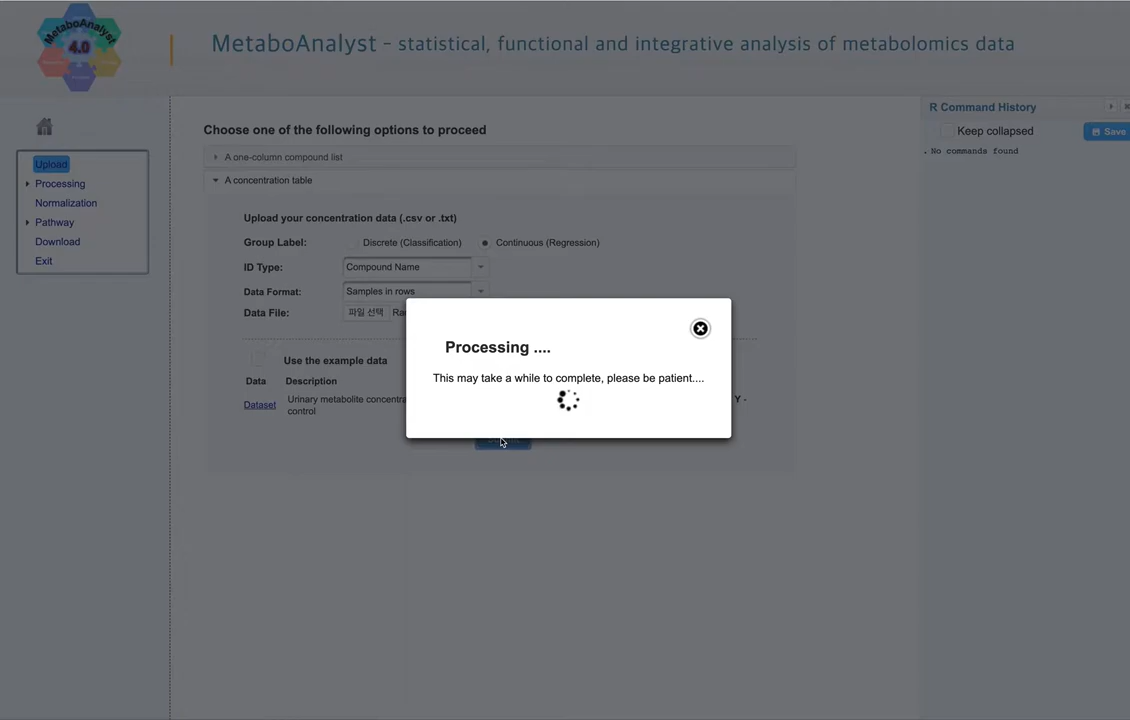 MetaboAnalyst
4.0
MetaboAnalyst - statistical, functional and integrative analysis of metabolomics data
Upload
Processing
Normalization
Pathway
Download
Exit
Choose one of the following options to proceed
A one-column compound list
A concentration table
Upload your concentration data (.csv or .txt)
Group Label: Discrete (Classification) Continuous (Regression)
ID Type: Compound Name
Data Format: Samples in rows
Data File: 파일 선택
Use the example data
Data Description
Dataset Urinary metabolite Y -
control
Processing ....
This may take a while to complete, please be patient....
R Command History
Keep collapsed
Save
. No commands found